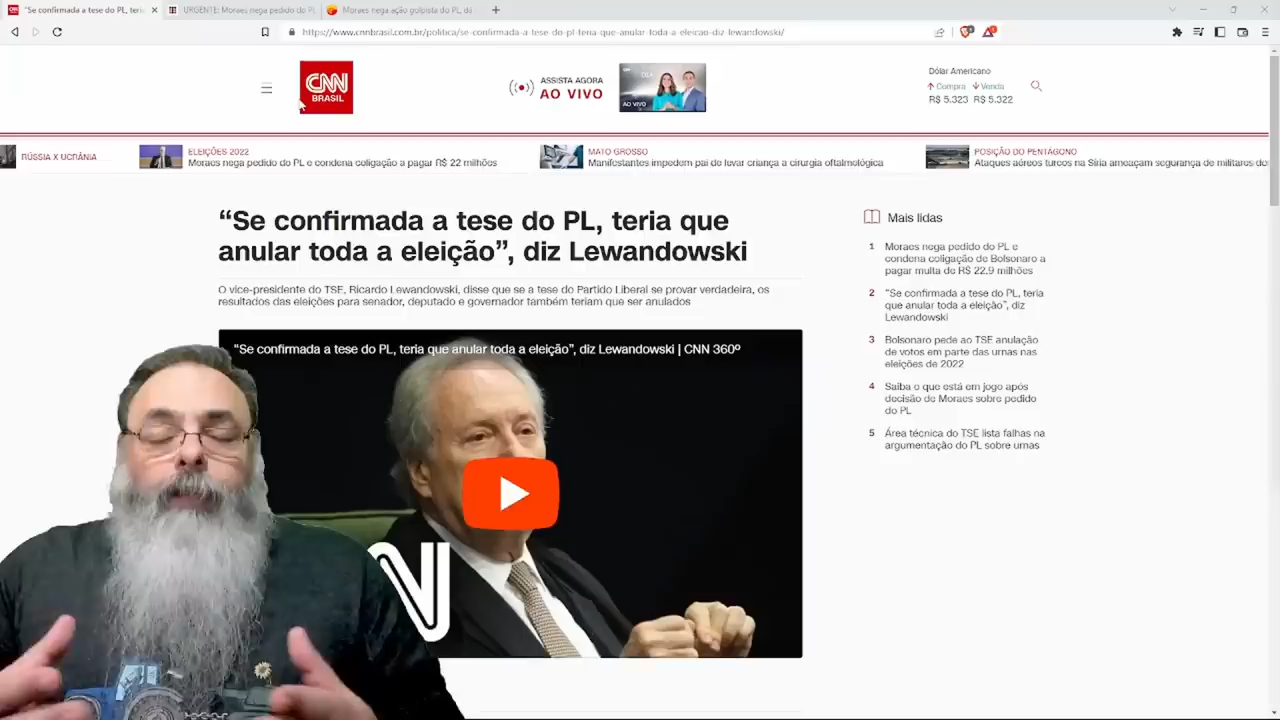 "Se confirmada a tese do PL, teri
URGENTE: Moraes nega pedido do PL
Moraes nega ação golpista do PL, dá
https://www.cnnbrasil.com.br/politica/se-confirmada-a-tese-do-pl-teria-que-anular-toda-a-eleicao-diz-lewandowski/
CNN
BRASIL
ASSISTA AGORA
AO VIVO
AO VIVO
Dólar Americano
Compra Venda
R$ 5.323 R$ 5.322
RÚSSIA X UCRÂNIA
ELEIÇÕES 2022
Moraes nega pedido do PL e condena coligação a pagar R$ 22 milhões
MATO GROSSO
Manifestantes impedem pai de levar criança a cirurgia oftalmológica
POSIÇÃO DO PENTÁGONO
Ataques aéreos turcos na Síria ameaçam segurança de militares do
“Se confirmada a tese do PL, teria que
anular toda a eleição”, diz Lewandowski
O vice-presidente do TSE, Ricardo Lewandowski, disse que se a tese do Partido Liberal se provar verdadeira, os
resultados das eleições para senador, deputado e governador também teriam que ser anulados
“Se confirmada a tese do PL, teria que anular toda a eleição”, diz Lewandowski | CNN 360º
Mais lidas
1 Moraes nega pedido do PL e
condena coligação de Bolsonaro a
pagar multa de R$ 22,9 milhões
2 “Se confirmada a tese do PL, teria
que anular toda a eleição”, diz
Lewandowski
3 Bolsonaro pede ao TSE anulação
de votos em parte das urnas nas
eleições de 2022
4 Saiba o que está em jogo após
decisão de Moraes sobre pedido
do PL
5 Área técnica do TSE lista falhas na
argumentação do PL sobre urnas